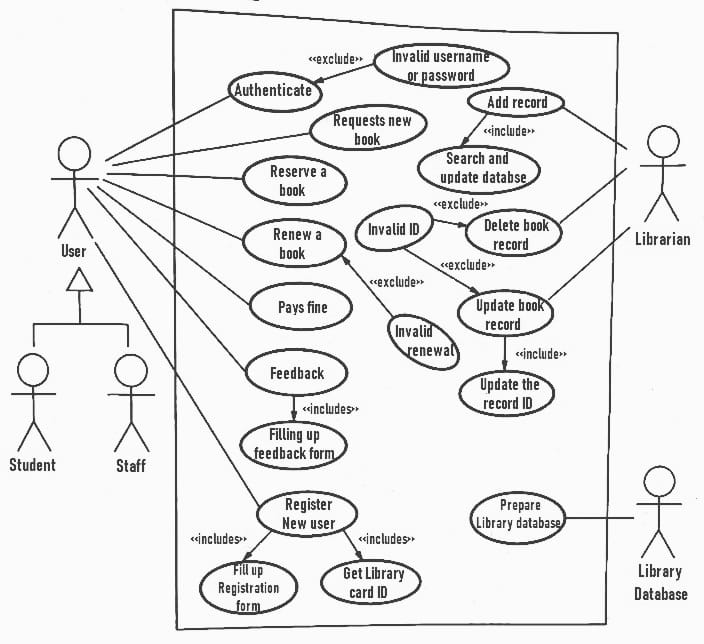 Invalid username
or password
<<exclude>>
Authenticate
Add record
Requests new
book
<<include>>
Search and
update databse
Reserve a
book
<<exclude>>
Invalid ID
Delete book
record
User
Librarian
Renew a
book
<<exclude>>
<<exclude>>
Pays fine
Update book
record
Invalid
renewal
<<include>>
Feedback
Update the
record ID
<<includes>>
Student
Staff
Filling up
feedback form
Register
New user
Prepare
Library database
<<includes>>
<<includes>>
Fill up
Registration
form
Get Library
card ID
Library
Database